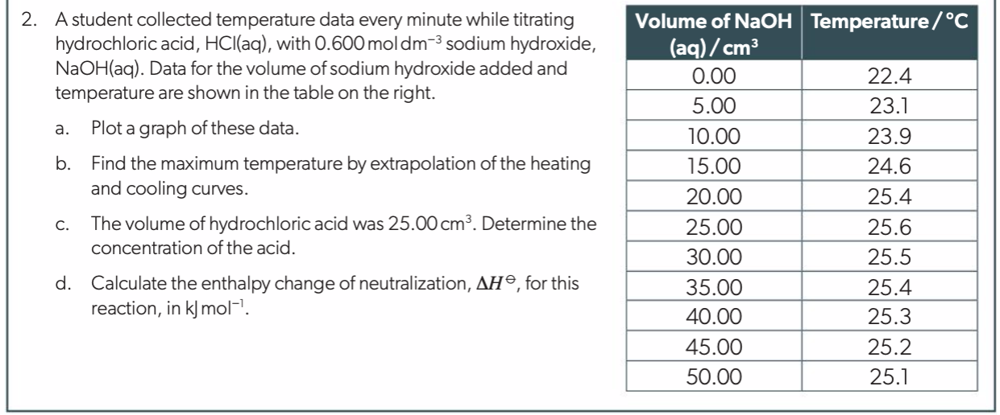 2. A student collected temperature data every minute while titrating
hydrochloric acid, HCl(aq), with 0.600 mol dm⁻³ sodium hydroxide,
NaOH(aq). Data for the volume of sodium hydroxide added and
temperature are shown in the table on the right.
a. Plot a graph of these data.
b. Find the maximum temperature by extrapolation of the heating
and cooling curves.
c. The volume of hydrochloric acid was 25.00 cm³. Determine the
concentration of the acid.
d. Calculate the enthalpy change of neutralization, ΔH⦵, for this
reaction, in kJ mol⁻¹.
Volume of NaOH Temperature / °C
(aq) / cm³
0.00 22.4
5.00 23.1
10.00 23.9
15.00 24.6
20.00 25.4
25.00 25.6
30.00 25.5
35.00 25.4
40.00 25.3
45.00 25.2
50.00 25.1